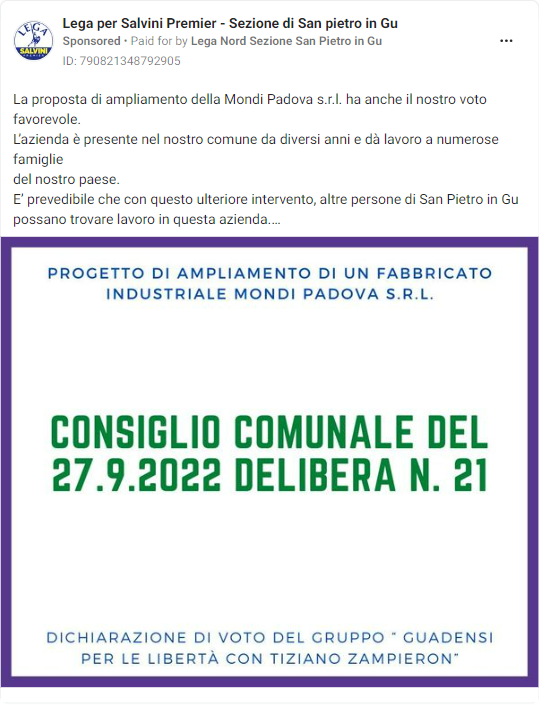 LEGA
SALVINI
PREMIER
Lega per Salvini Premier - Sezione di San pietro in Gu
Sponsored • Paid for by Lega Nord Sezione San Pietro in Gu
ID: 790821348792905
La proposta di ampliamento della Mondi Padova s.r.l. ha anche il nostro voto
favorevole.
L'azienda è presente nel nostro comune da diversi anni e dà lavoro a numerose
famiglie
del nostro paese.
E' prevedibile che con questo ulteriore intervento, altre persone di San Pietro in Gu
possano trovare lavoro in questa azienda....
PROGETTO DI AMPLIAMENTO DI UN FABBRICATO
INDUSTRIALE MONDI PADOVA S.R.L.
CONSIGLIO COMUNALE DEL
27.9.2022 DELIBERA N. 21
DICHIARAZIONE DI VOTO DEL GRUPPO " GUADENSI
PER LE LIBERTÀ CON TIZIANO ZAMPIERON"